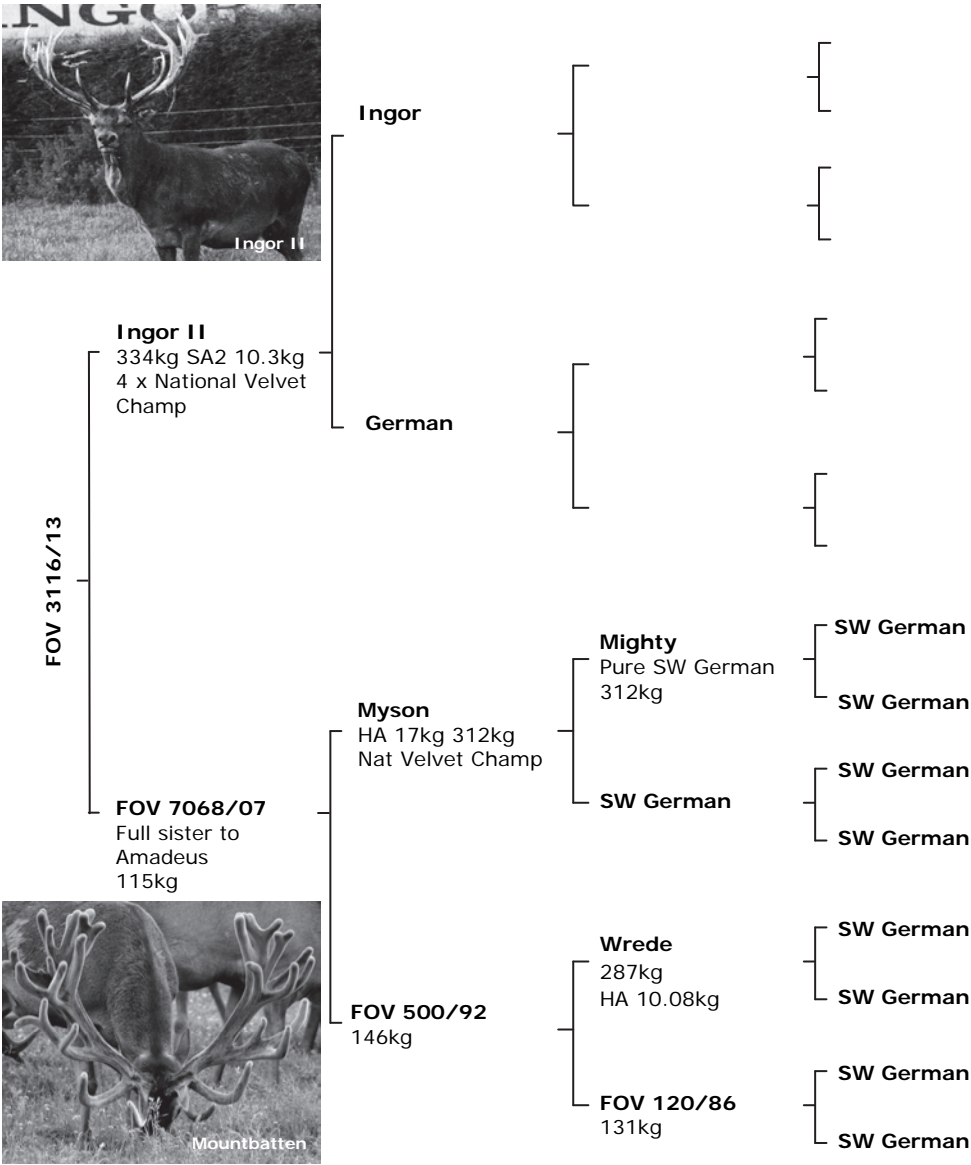 Ingor II
Ingor
Ingor II
334kg SA2 10.3kg
4 x National Velvet
Champ
German
FOV 3116/13
Mighty
Pure SW German
312kg
SW German
SW German
Myson
HA 17kg 312kg
Nat Velvet Champ
SW German
SW German
SW German
FOV 7068/07
Full sister to
Amadeus
115kg
Wrede
287kg
HA 10.08kg
SW German
SW German
FOV 500/92
146kg
FOV 120/86
131kg
SW German
SW German
Mountbatten